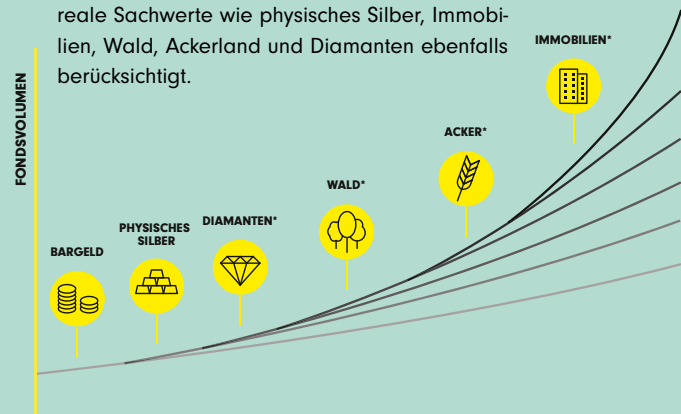 reale Sachwerte wie physisches Silber, Immobi-
lien, Wald, Ackerland und Diamanten ebenfalls
berücksichtigt.
IMMOBILIEN*
FONDSVOLUMEN
ACKER*
WALD*
DIAMANTEN*
PHYSISCHES
SILBER
BARGELD